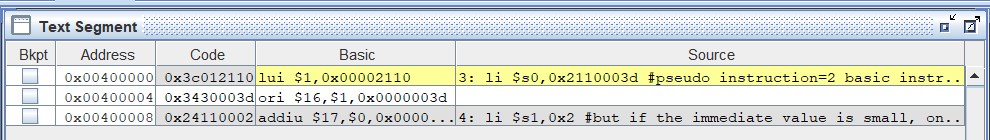 Text Segment
Bkpt Address Code Basic Source
0x00400000 0x3c012110 lui $1,0x00002110 3: li $s0,0x2110003d #pseudo instruction=2 basic instr...
0x00400004 0x3430003d ori $16,$1,0x0000003d
0x00400008 0x24110002 addiu $17,$0,0x0000... 4: li $s1,0x2 #but if the immediate value is small, on...